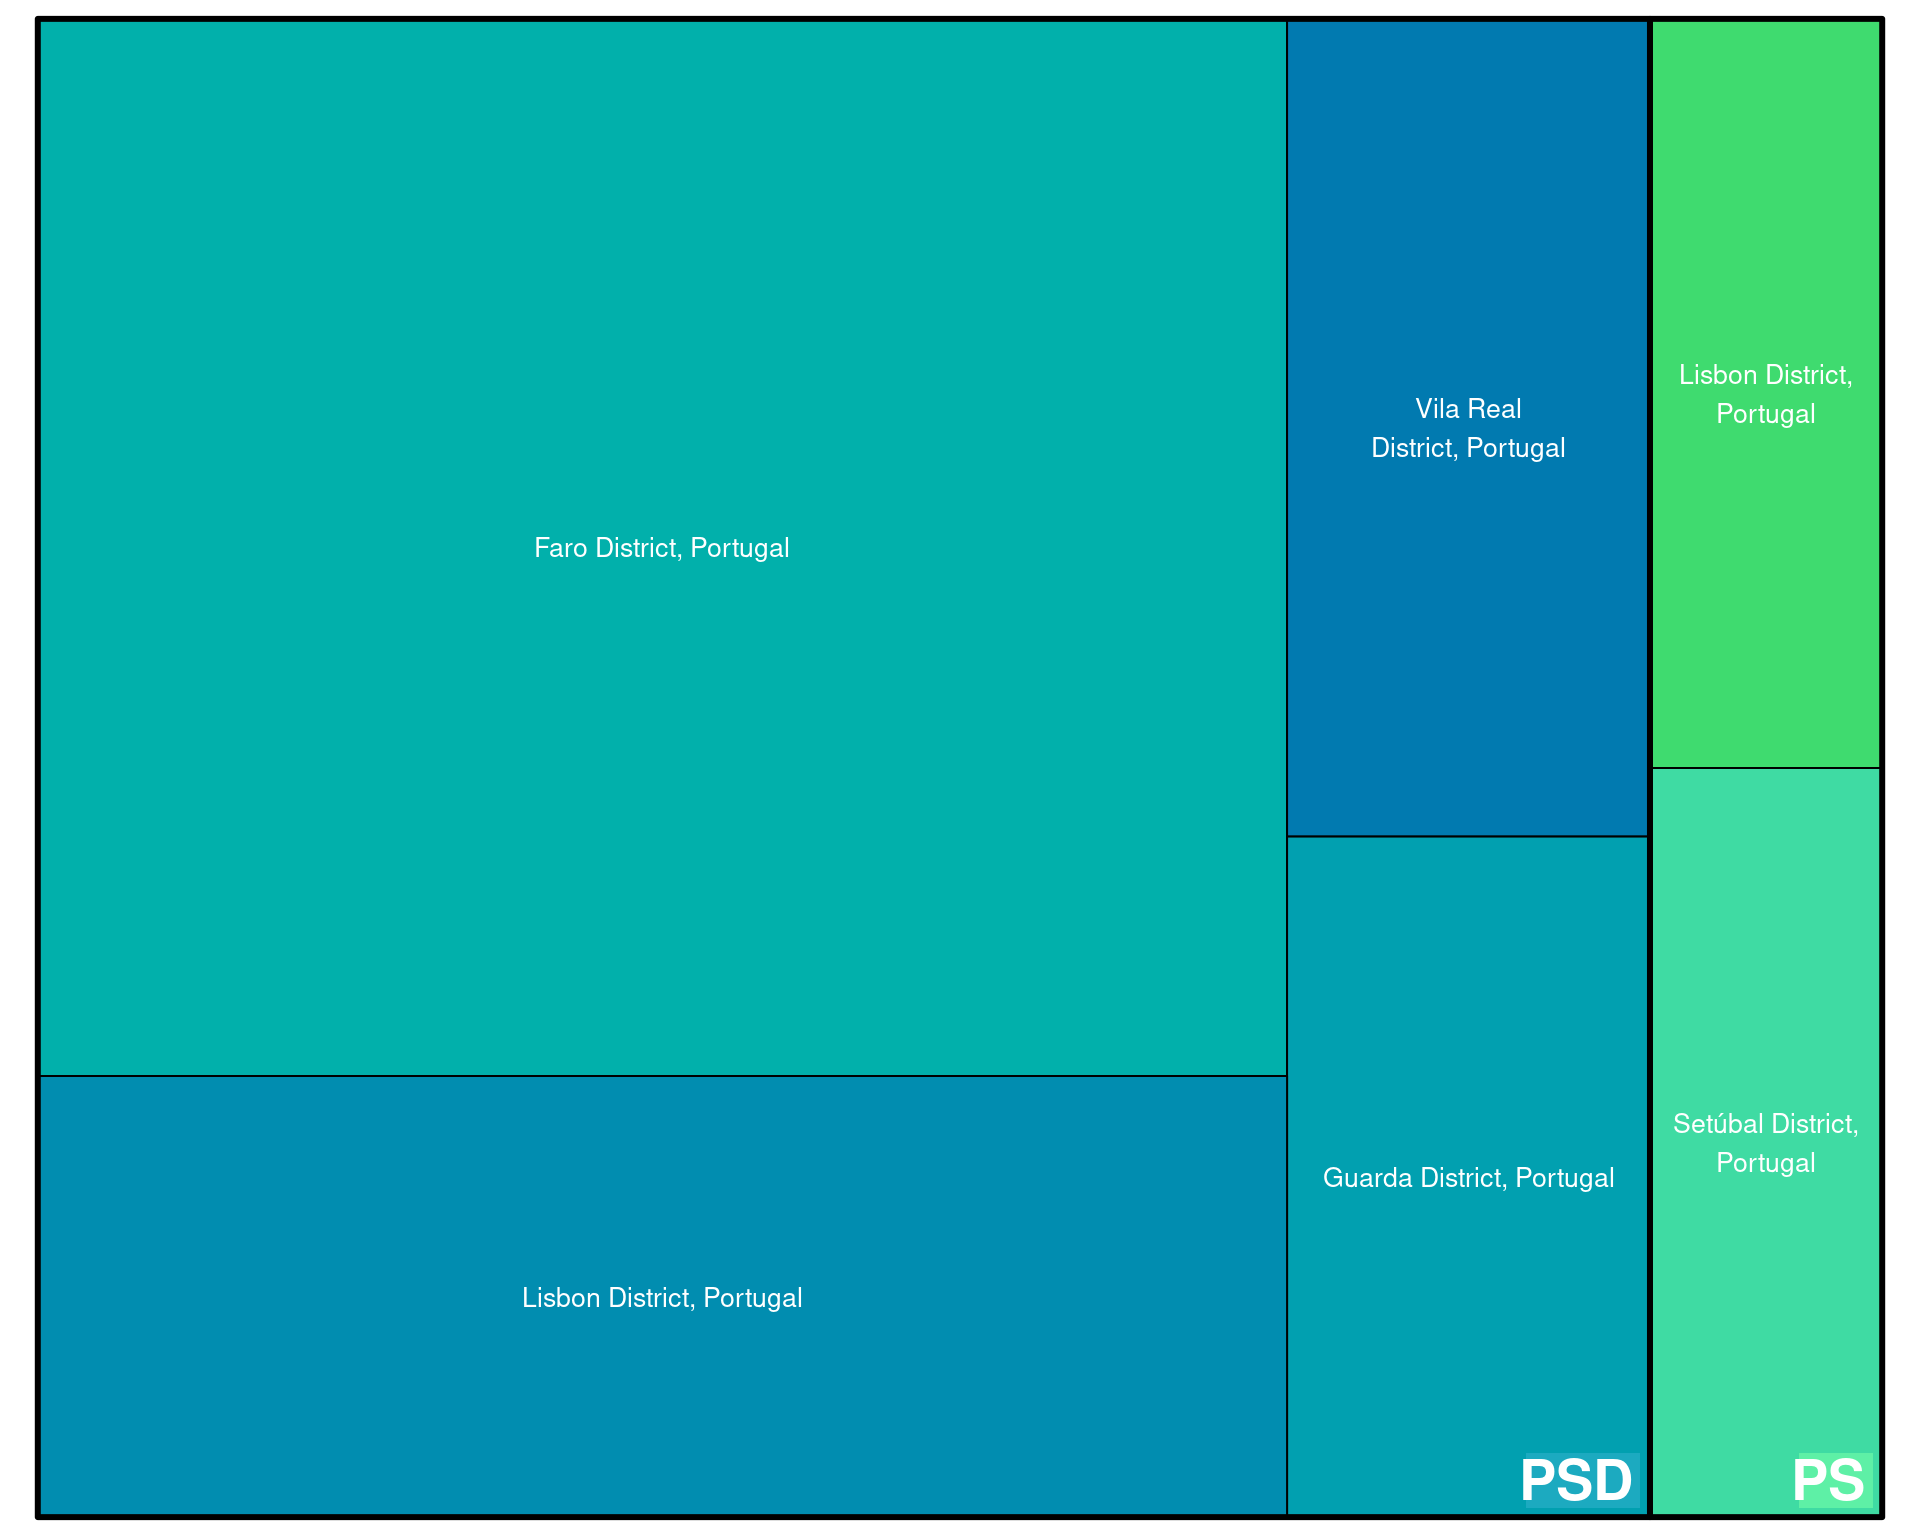 Faro District, Portugal
Lisbon District, Portugal
Vila Real
District, Portugal
Guarda District, Portugal
PSD
Lisbon District,
Portugal
Setúbal District,
Portugal
PS